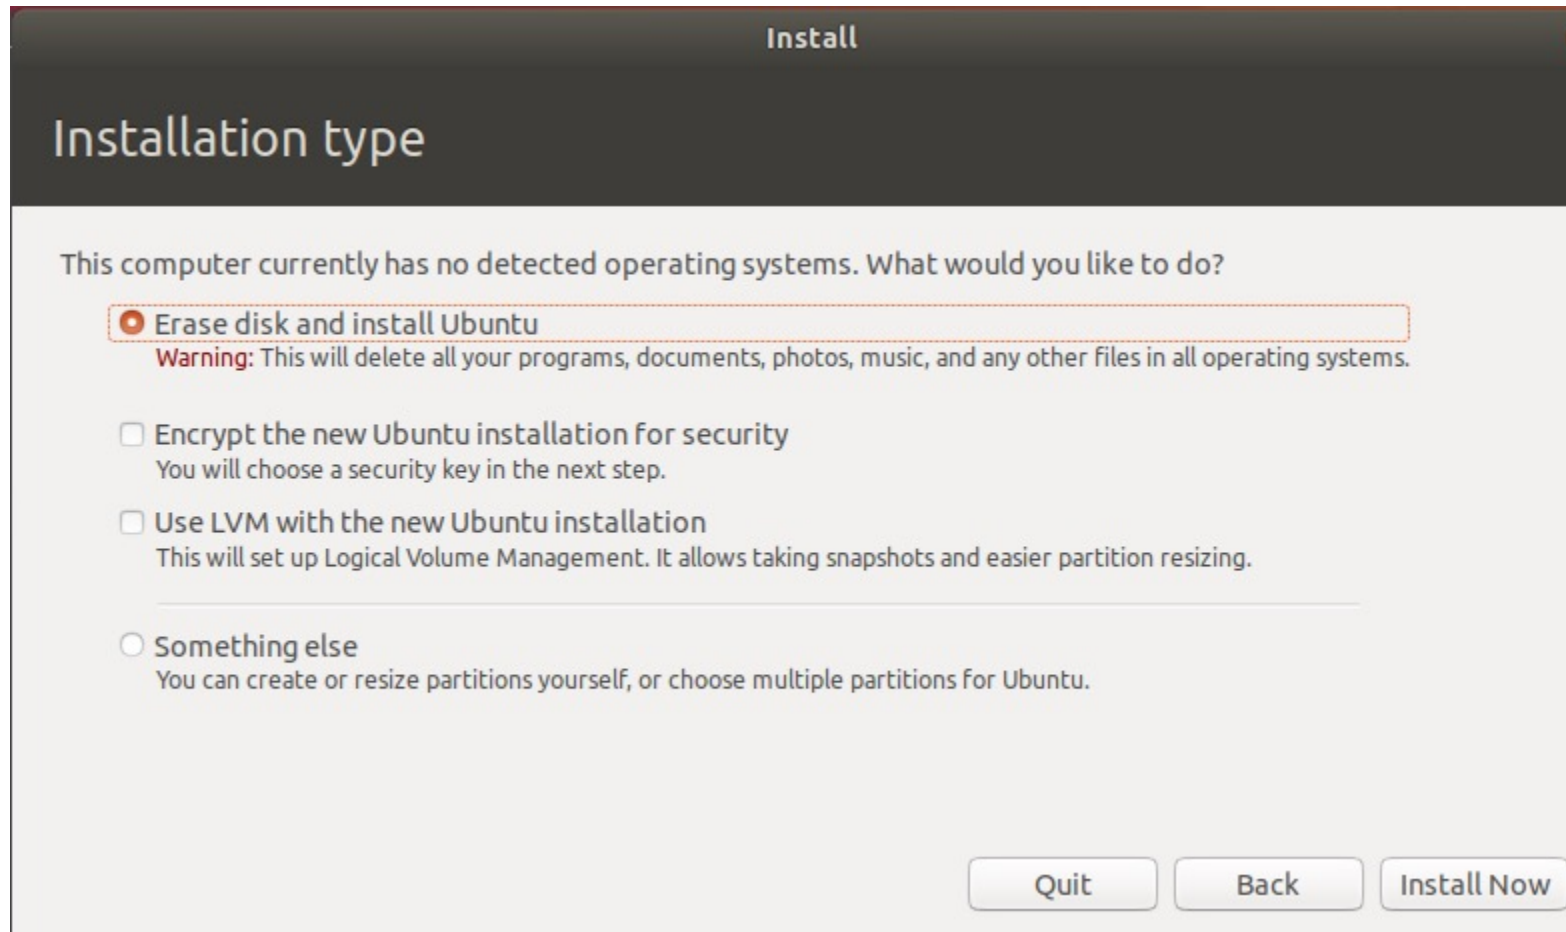 Install
Installation type
This computer currently has no detected operating systems. What would you like to do?
Erase disk and install Ubuntu
Warning: This will delete all your programs, documents, photos, music, and any other files in all operating systems.
Encrypt the new Ubuntu installation for security
You will choose a security key in the next step.
Use LVM with the new Ubuntu installation
This will set up Logical Volume Management. It allows taking snapshots and easier partition resizing.
Something else
You can create or resize partitions yourself, or choose multiple partitions for Ubuntu.
Quit Back Install Now